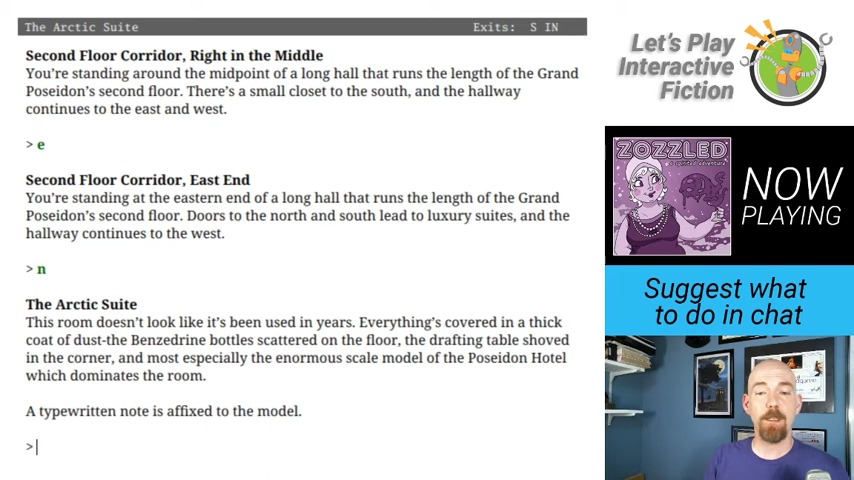 The Arctic Suite Exits: S IN
Second Floor Corridor, Right in the Middle
You're standing around the midpoint of a long hall that runs the length of the Grand
Poseidon's second floor. There's a small closet to the south, and the hallway
continues to the east and west.
> e
Second Floor Corridor, East End
You're standing at the eastern end of a long hall that runs the length of the Grand
Poseidon's second floor. Doors to the north and south lead to luxury suites, and the
hallway continues to the west.
> n
The Arctic Suite
This room doesn't look like it's been used in years. Everything's covered in a thick
coat of dust-the Benzedrine bottles scattered on the floor, the drafting table shoved
in the corner, and most especially the enormous scale model of the Poseidon Hotel
which dominates the room.
A typewritten note is affixed to the model.
>
Let's Play
Interactive
Fiction
ZOZZLED
a spirited adventure
NOW
PLAYING
Suggest what
to do in chat